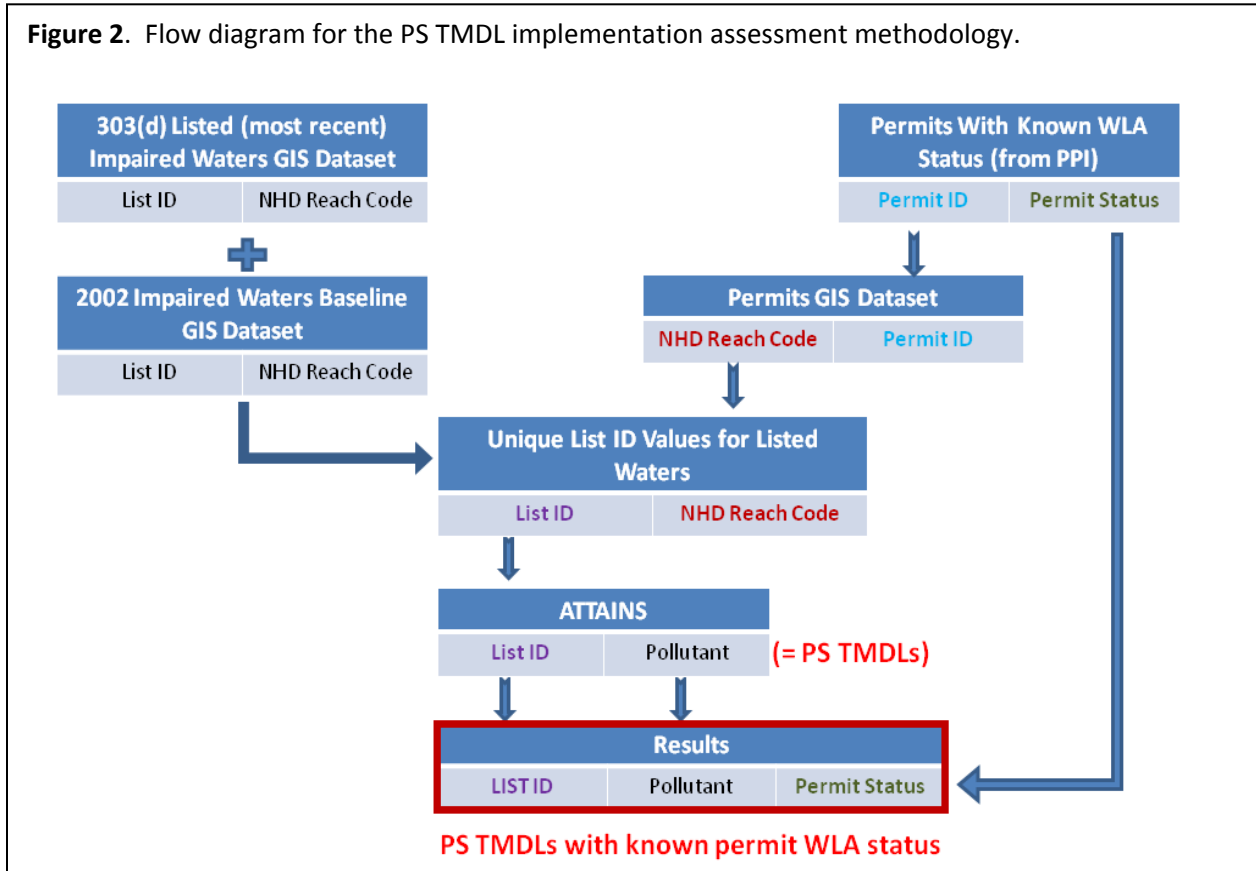 Figure 2. Flow diagram for the PS TMDL implementation assessment methodology.
303(d) Listed (most recent)
Impaired Waters GIS Dataset
List ID NHD Reach Code
2002 Impaired Waters Baseline
GIS Dataset
List ID NHD Reach Code
Permits With Known WLA
Status (from PPI)
Permit ID Permit Status
Permits GIS Dataset
NHD Reach Code Permit ID
Unique List ID Values for Listed
Waters
List ID NHD Reach Code
ATTAINS
List ID Pollutant (= PS TMDLs)
Results
LIST ID Pollutant Permit Status
PS TMDLs with known permit WLA status